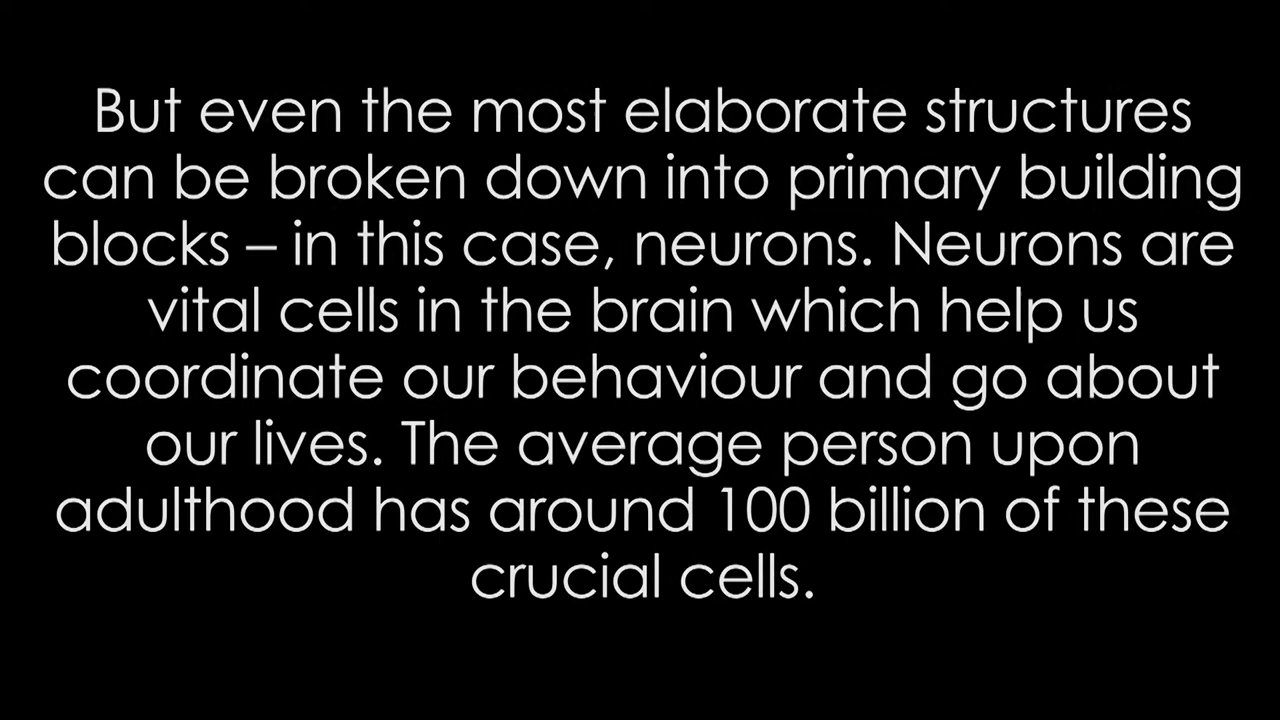 But even the most elaborate structures
can be broken down into primary building
blocks – in this case, neurons. Neurons are
vital cells in the brain which help us
coordinate our behaviour and go about
our lives. The average person upon
adulthood has around 100 billion of these
crucial cells.